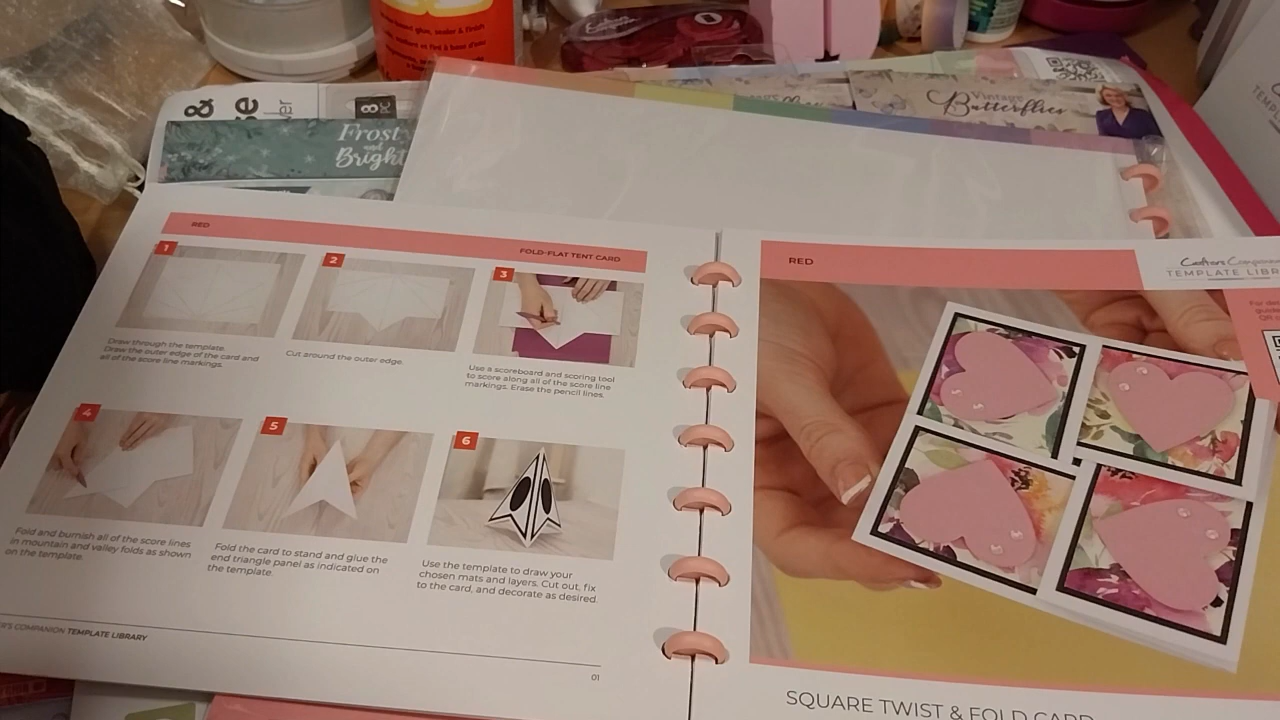 &
Frost
and
Bright
Vintage
Butterflies
RED
FOLD-FLAT TENT CARD
1
2
3
Draw through the template.
Draw the outer edge of the card and
all of the score line markings.
Cut around the outer edge.
Use a scoreboard and scoring tool
to score along all of the score line
markings. Erase the pencil lines.
4
5
6
Fold and burnish all of the score lines
in mountain and valley folds as shown
on the template.
Fold the card to stand and glue the
end triangle panel as indicated on
the template.
Use the template to draw your
chosen mats and layers. Cut out, fix
to the card, and decorate as desired.
COMPANION TEMPLATE LIBRARY
01
RED
Crafter's Compan
TEMPLATE LIBR
SQUARE TWIST & FOLD CARD